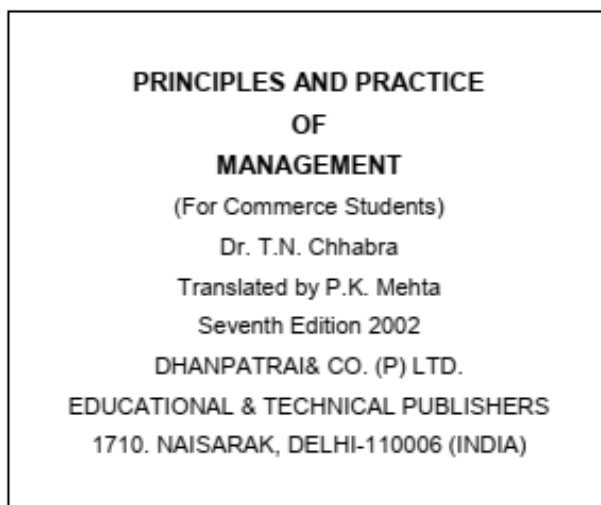 PRINCIPLES AND PRACTICE
OF
MANAGEMENT
(For Commerce Students)
Dr. T.N. Chhabra
Translated by P.K. Mehta
Seventh Edition 2002
DHANPATRAI& CO. (P) LTD.
EDUCATIONAL & TECHNICAL PUBLISHERS
1710. NAISARAK, DELHI-110006 (INDIA)